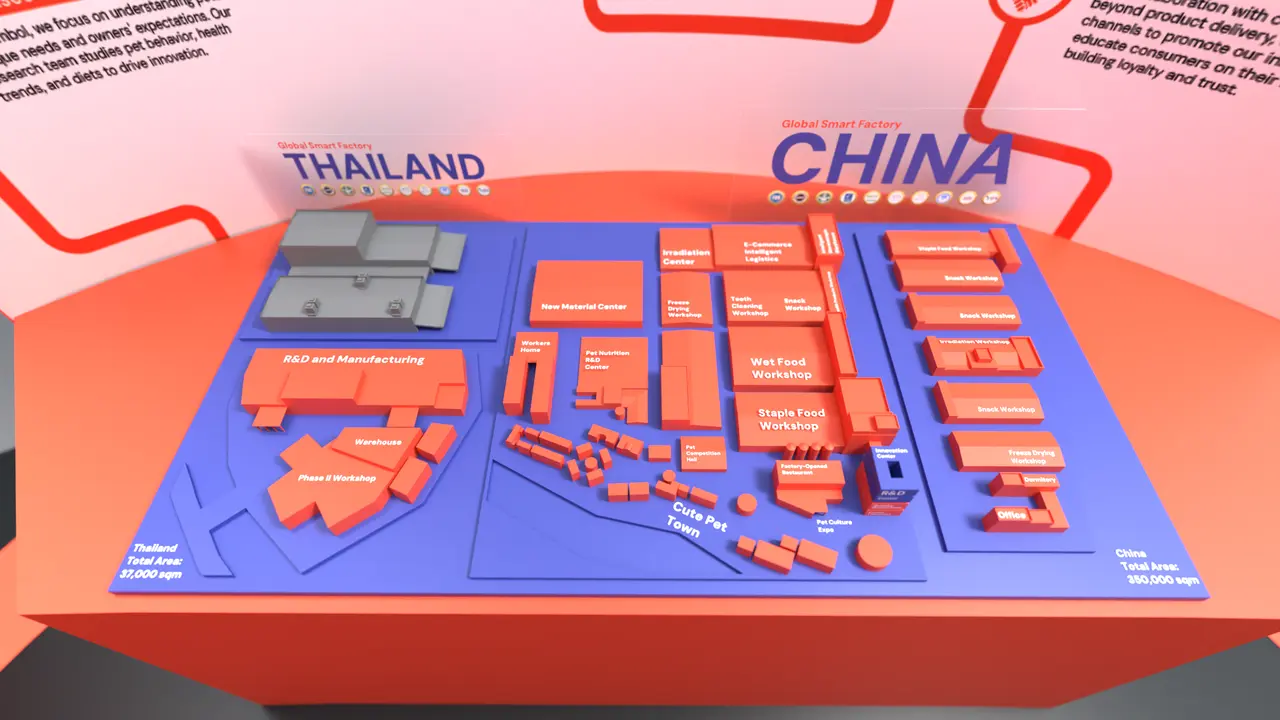 mbol, we focus on understanding
que needs and owners' expectations. Our
search team studies pet behavior, health
trends, and diets to drive innovation.
boration with
beyond product delivery,
channels to promote our
educate consumers on their
building loyalty and trust.
Global Smart Factory
THAILAND
Global Smart Factory
CHINA
R&D and Manufacturing
Warehouse
Phase II Workshop
Thailand
Total Area:
37,000 sqm
New Material Center
Irradiation
Center
E-Commerce
Intelligent
Logistics
Freeze
Drying
Workshop
Teeth
Cleaning
Workshop
Snack
Workshop
Workers
Home
Pet Nutrition
R&D
Center
Wet Food
Workshop
Staple Food
Workshop
Pet
Competition
Hall
Factory-Opened
Restaurant
Innovation
Center
R&D
Cute Pet
Town
Pet Culture
Expo
Staple Food Workshop
Snack Workshop
Snack Workshop
Irradiation Workshop
Snack Workshop
Freeze Drying
Workshop
Dormitory
Office
China
Total Area:
350,000 sqm